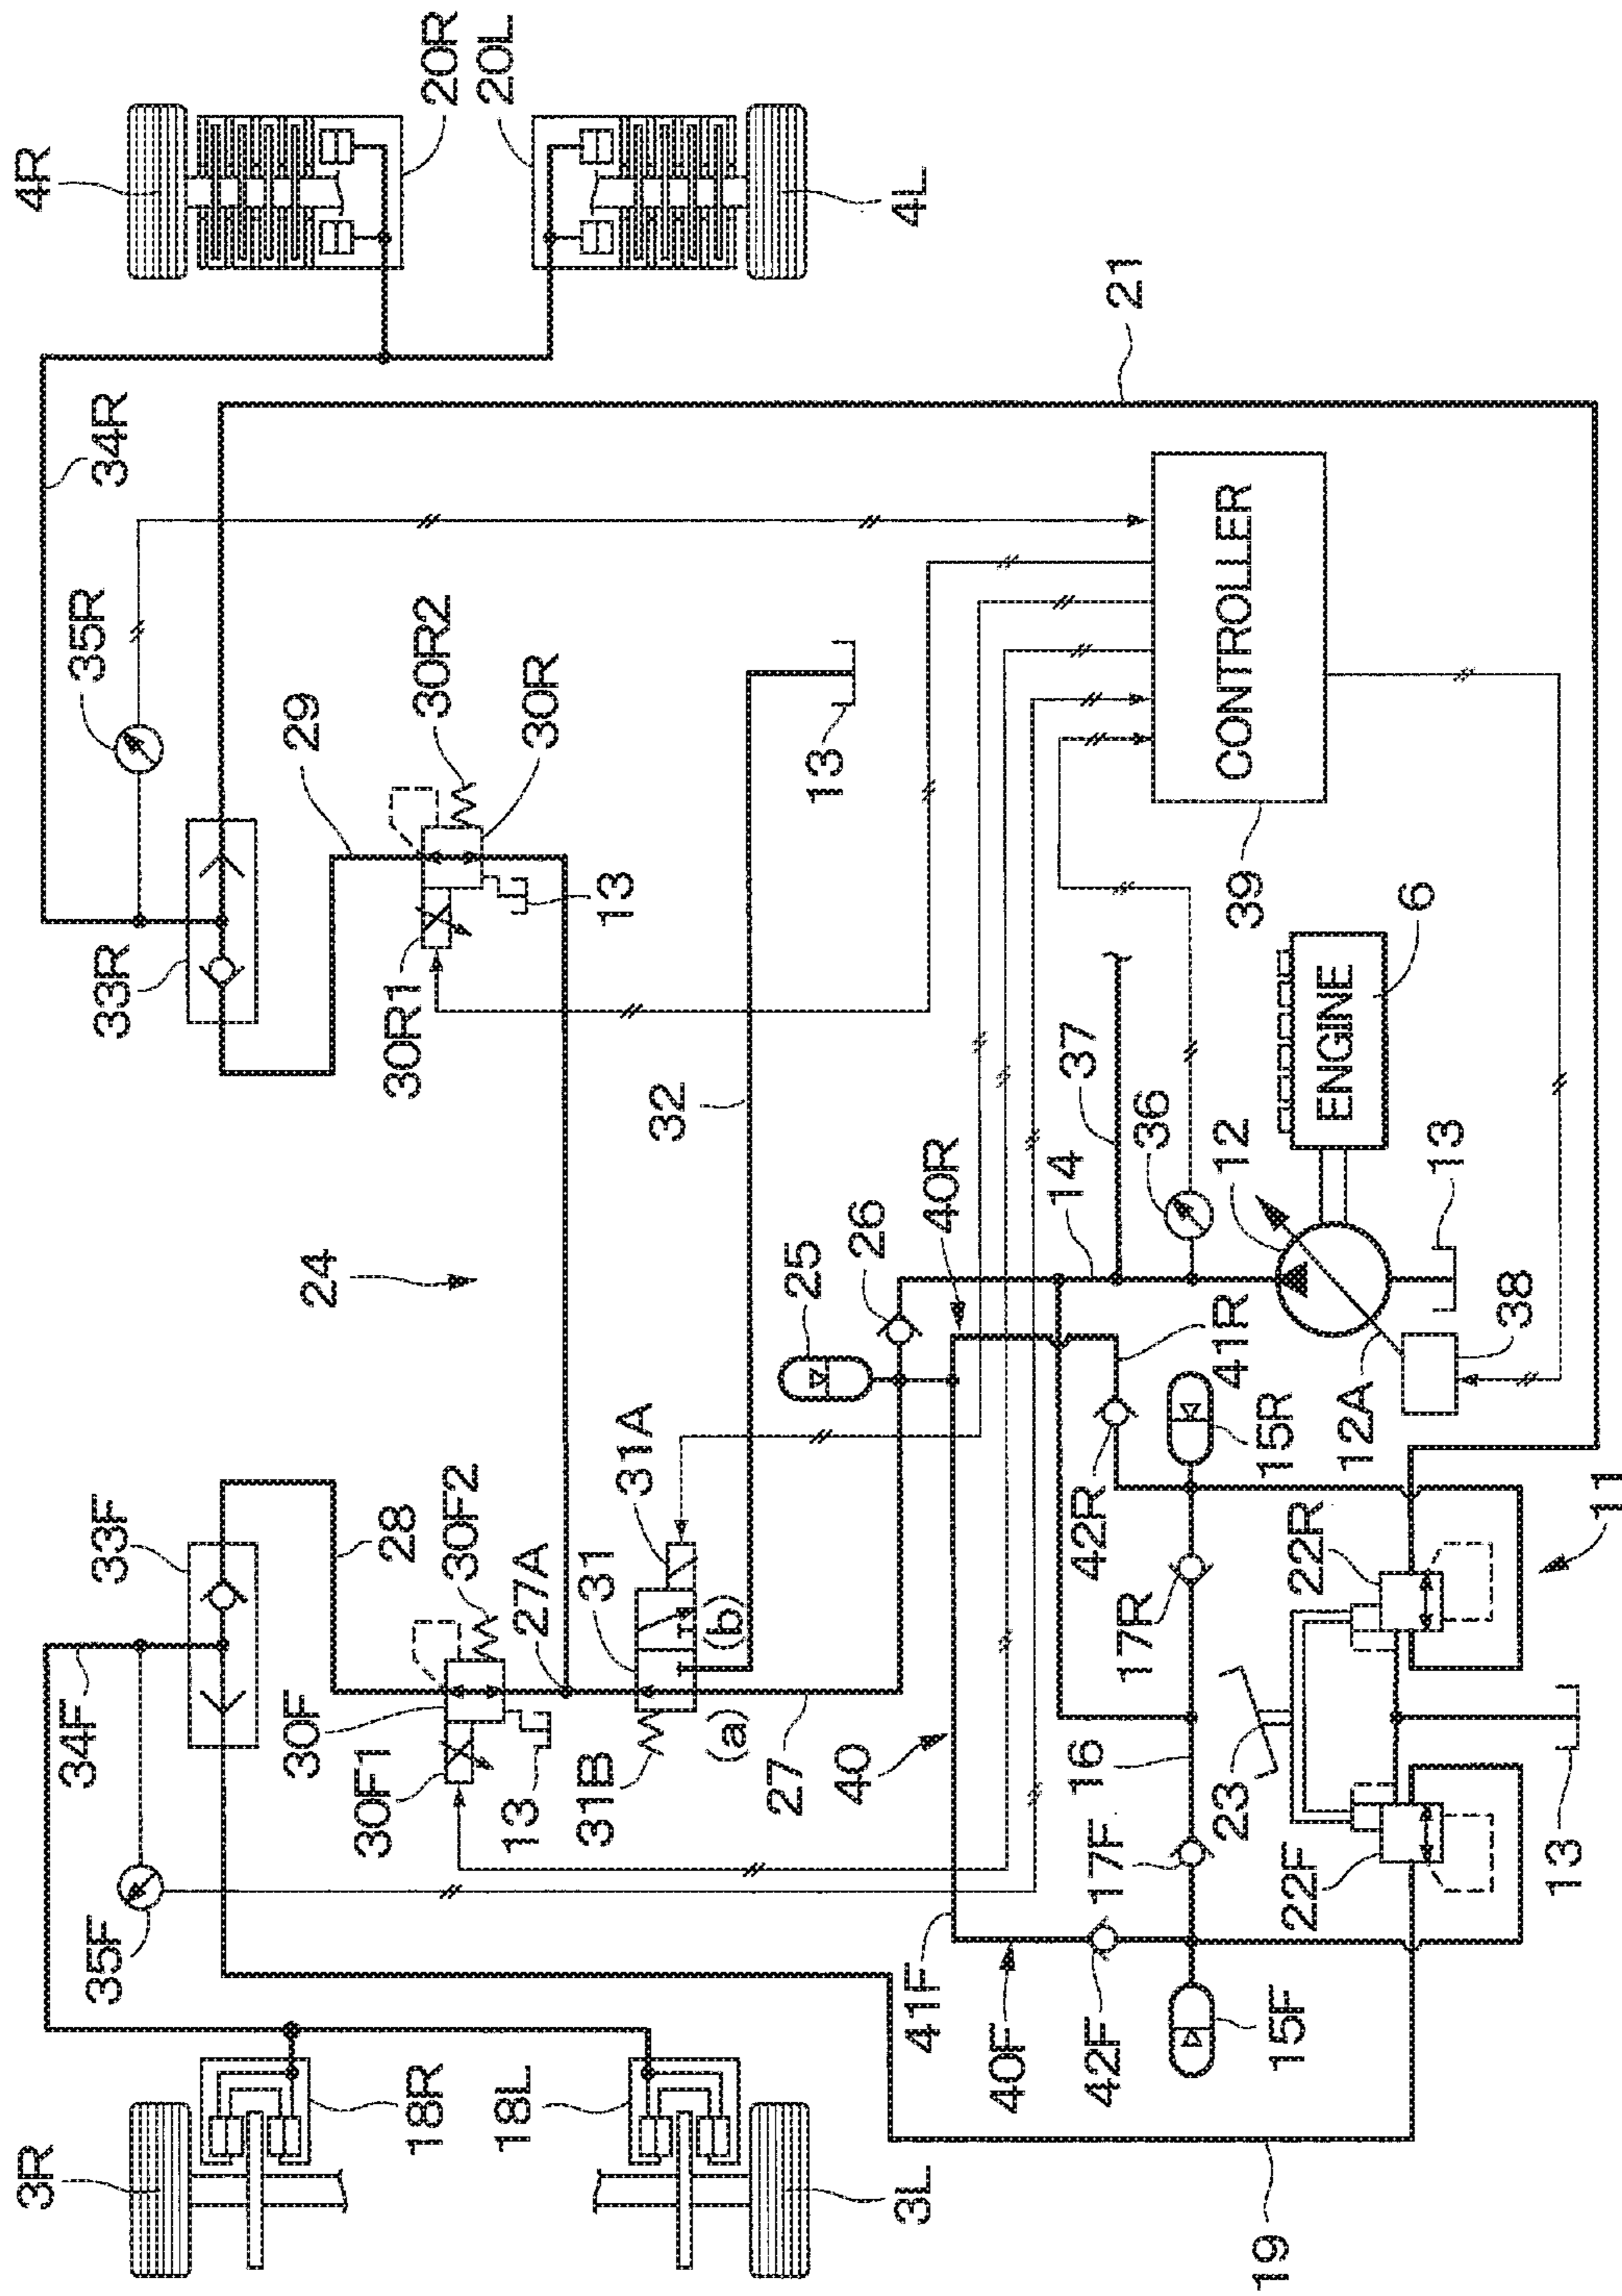 3R
4R
34F
35F
33F
33R
35R
34R
30F
24
29
30F1
28
30R1
18R
30F2
30R2
20R
18L
13
27A
30R
20L
31B
31
13
31A
32
(a)
(b)
27
25
13
40
26
3L
4L
41F
40R
40F
14
37
16
42R
42F
17F
21
17R
36
41R
23
12
CONTROLLER
39
19
15F
15R
22F
22R
ENGINE
12A
6
13
38
13
11